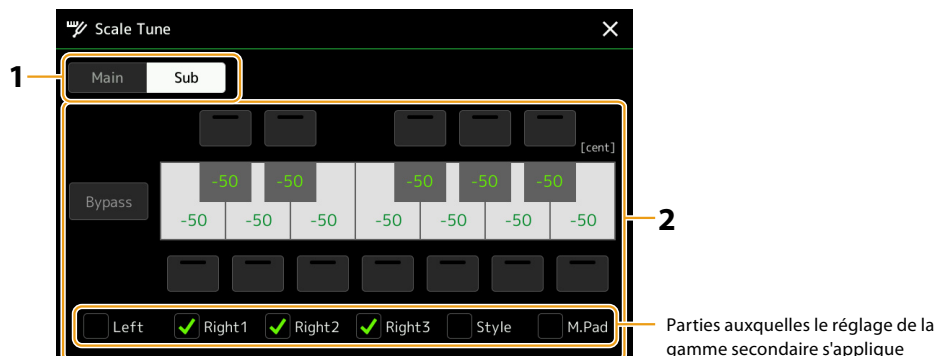 Scale Tune
1
Main Sub
[cent]
-50 -50 -50 -50 -50
Bypass
-50 -50 -50 -50 -50 -50 -50
2
Left Right1 Right2 Right3 Style M.Pad
Parties auxquelles le réglage de la
gamme secondaire s'applique